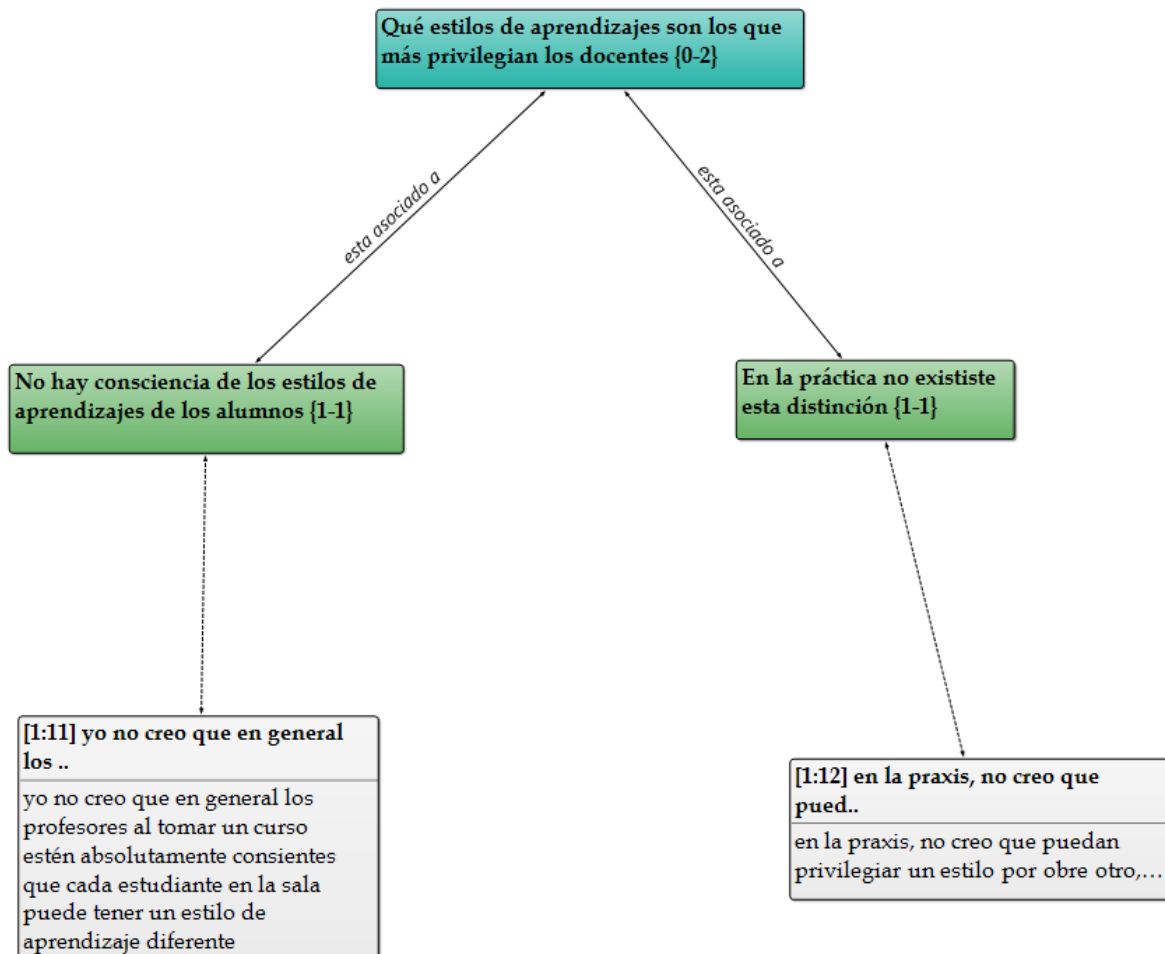 Qué estilos de aprendizajes son los que
más privilegian los docentes {0-2}
esta asociado a
esta asociado a
No hay consciencia de los estilos de
aprendizajes de los alumnos {1-1}
En la práctica no exististe
esta distinción {1-1}
[1:11] yo no creo que en general
los ..
yo no creo que en general los
profesores al tomar un curso
estén absolutamente consientes
que cada estudiante en la sala
puede tener un estilo de
aprendizaje diferente
[1:12] en la praxis, no creo que
pued..
en la praxis, no creo que puedan
privilegiar un estilo por obre otro,…